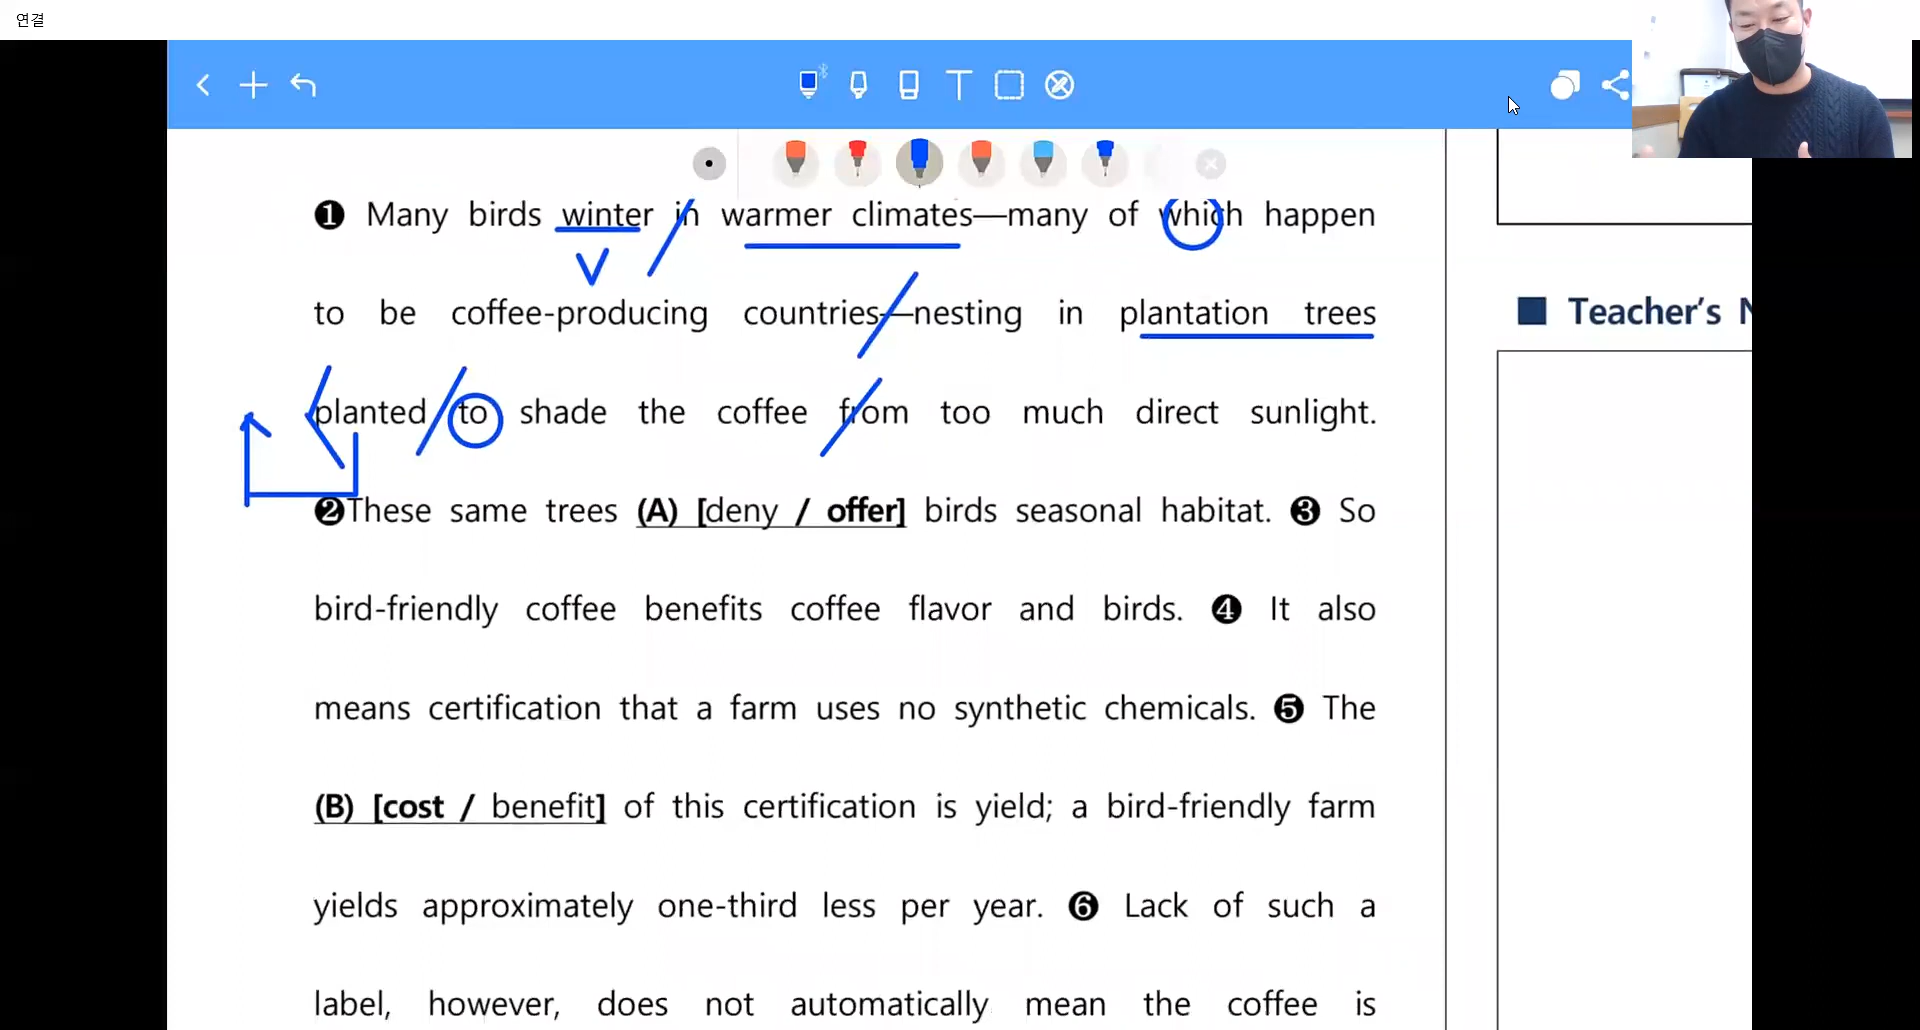 연결
❶ Many birds winter in warmer climates—many of which happen
to be coffee-producing countries—nesting in plantation trees
planted to shade the coffee from too much direct sunlight.
❷These same trees (A) [deny / offer] birds seasonal habitat. ❸ So
bird-friendly coffee benefits coffee flavor and birds. ❹ It also
means certification that a farm uses no synthetic chemicals. ❺ The
(B) [cost / benefit] of this certification is yield; a bird-friendly farm
yields approximately one-third less per year. ❻ Lack of such a
label, however, does not automatically mean the coffee is
V
■ Teacher's N